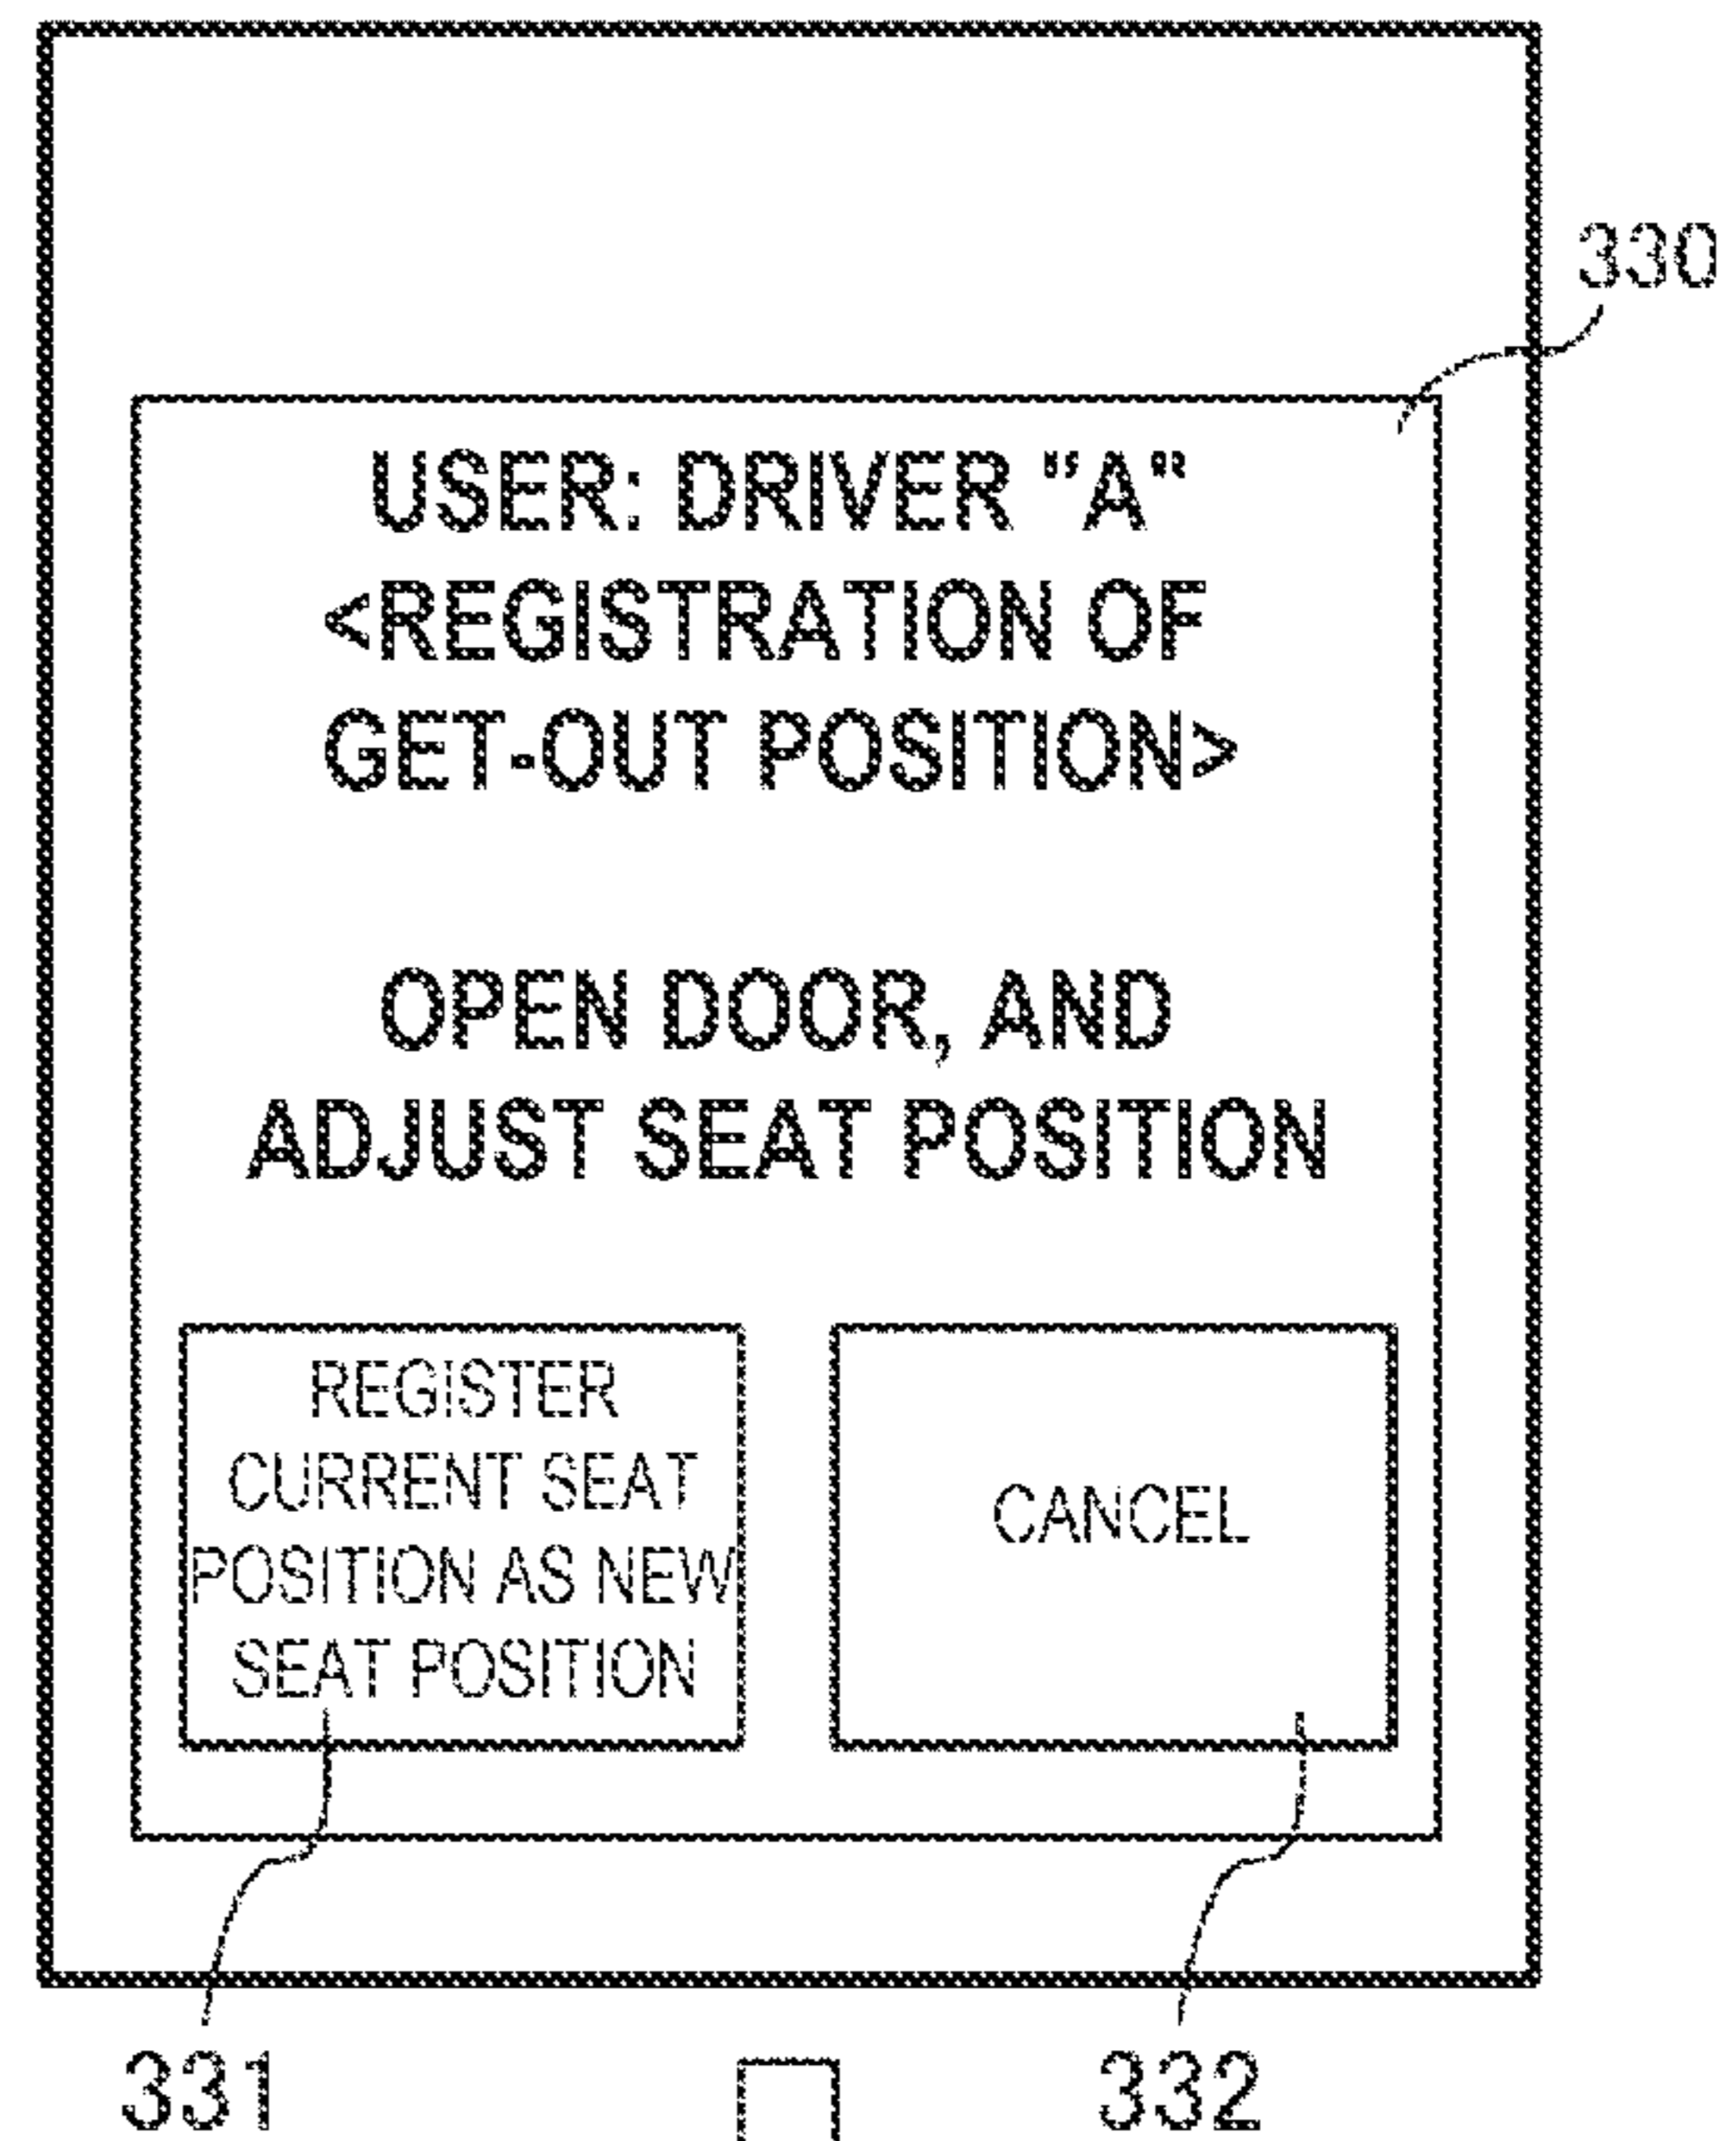 330
USER: DRIVER "A"
<REGISTRATION OF
GET-OUT POSITION>
OPEN DOOR, AND
ADJUST SEAT POSITION
REGISTER
CURRENT SEAT
POSITION AS NEW
SEAT POSITION
CANCEL
331
332